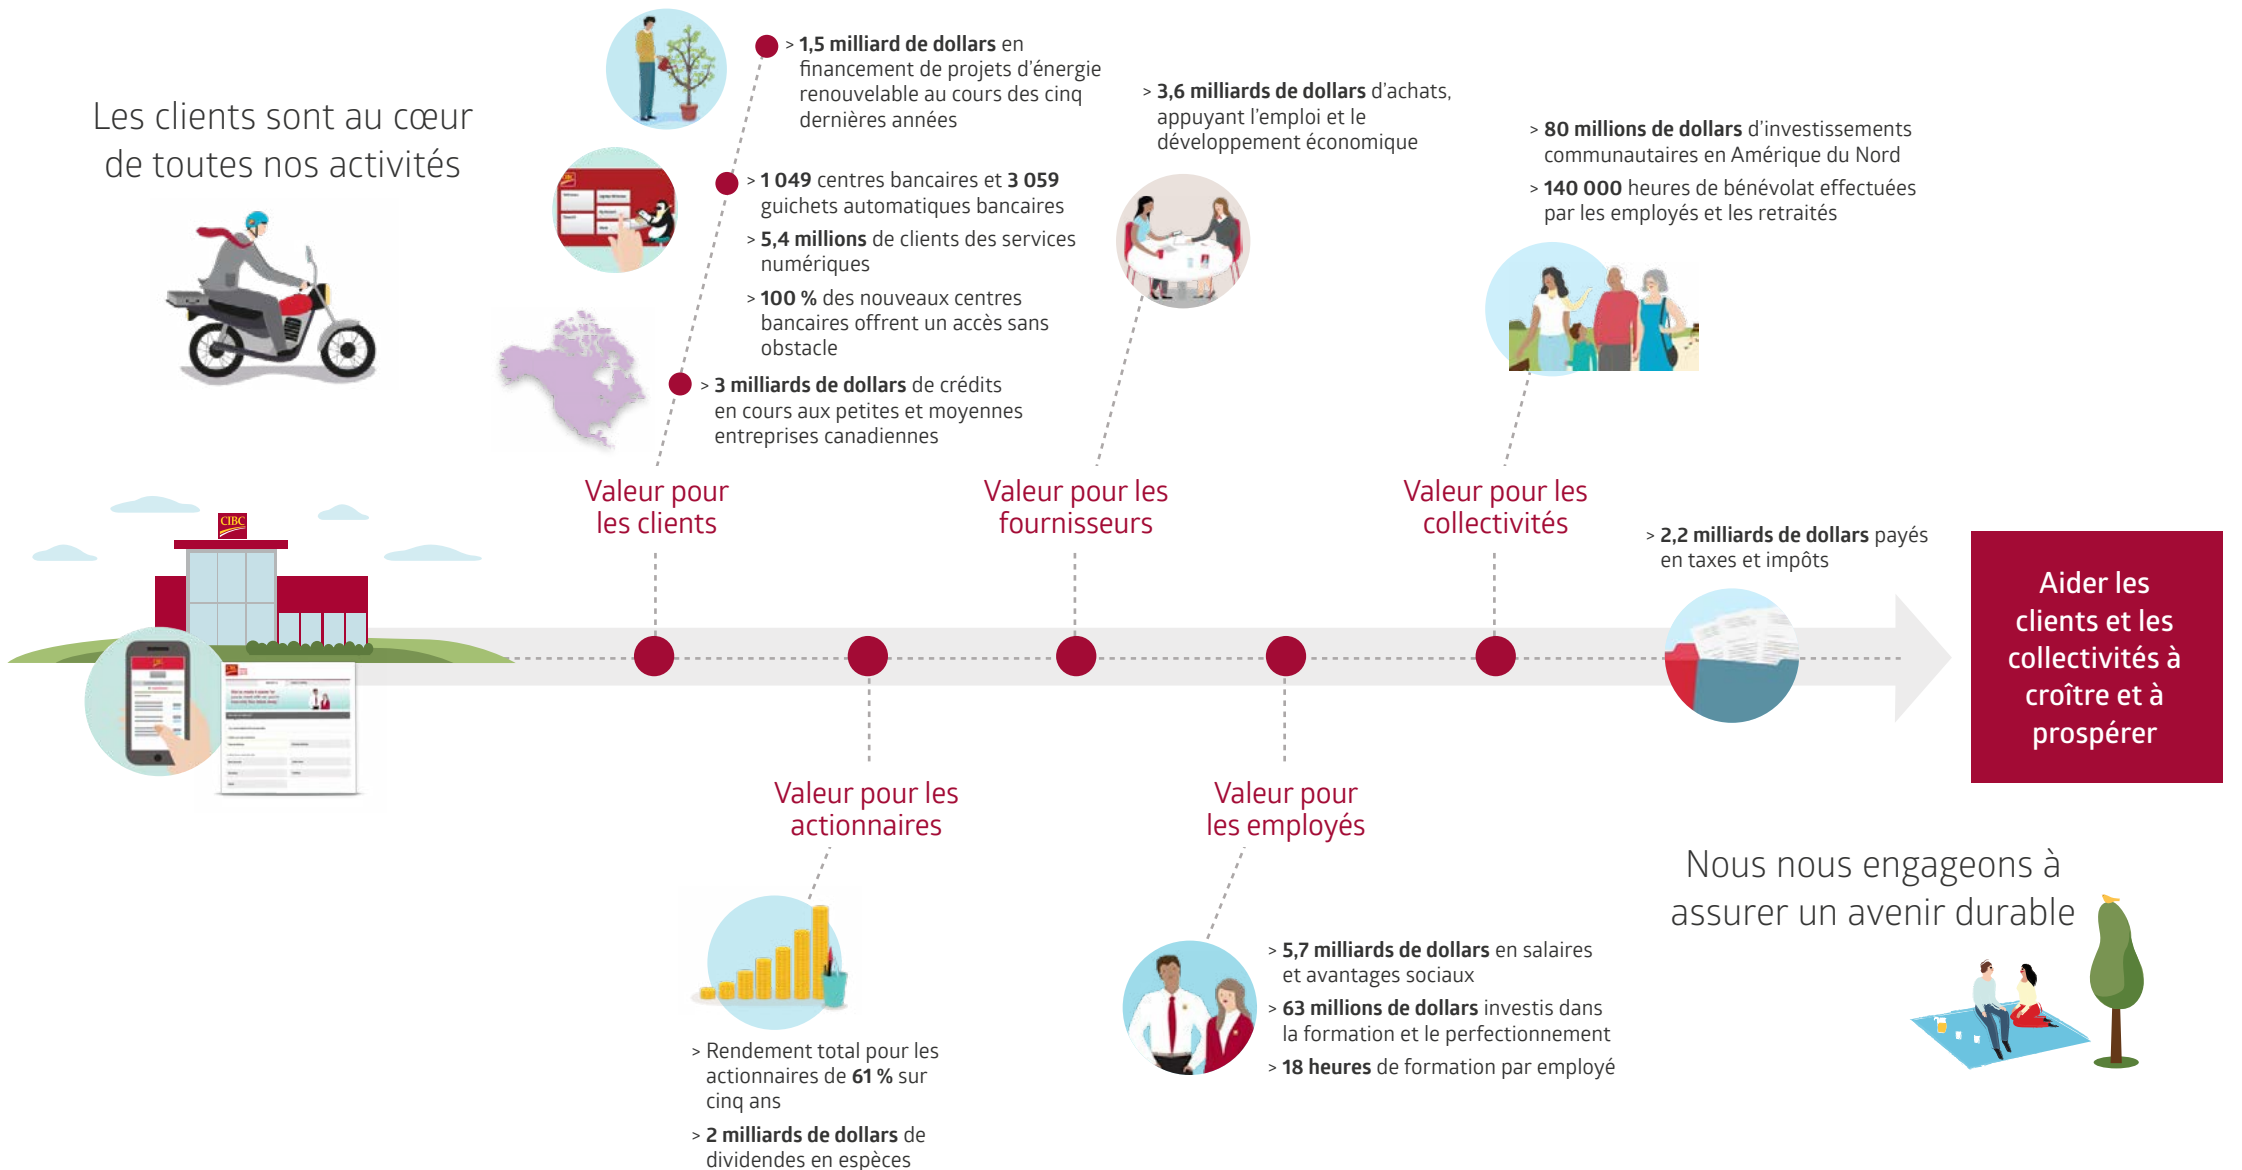 Les clients sont au cœur
de toutes nos activités
> 1,5 milliard de dollars en
financement de projets d'énergie
renouvelable au cours des cinq
dernières années
> 1 049 centres bancaires et 3 059
guichets automatiques bancaires
> 5,4 millions de clients des services
numériques
> 100 % des nouveaux centres
bancaires offrent un accès sans
obstacle
> 3 milliards de dollars de crédits
en cours aux petites et moyennes
entreprises canadiennes
Valeur pour
les clients
> 3,6 milliards de dollars d'achats,
appuyant l'emploi et le
développement économique
Valeur pour les
fournisseurs
> 80 millions de dollars d'investissements
communautaires en Amérique du Nord
> 140 000 heures de bénévolat effectuées
par les employés et les retraités
Valeur pour les
collectivités
> 2,2 milliards de dollars payés
en taxes et impôts
CIBC
Aider les
clients et les
collectivités à
croître et à
prospérer
Valeur pour les
actionnaires
> Rendement total pour les
actionnaires de 61 % sur
cinq ans
> 2 milliards de dollars de
dividendes en espèces
Valeur pour
les employés
> 5,7 milliards de dollars en salaires
et avantages sociaux
> 63 millions de dollars investis dans
la formation et le perfectionnement
> 18 heures de formation par employé
Nous nous engageons à
assurer un avenir durable